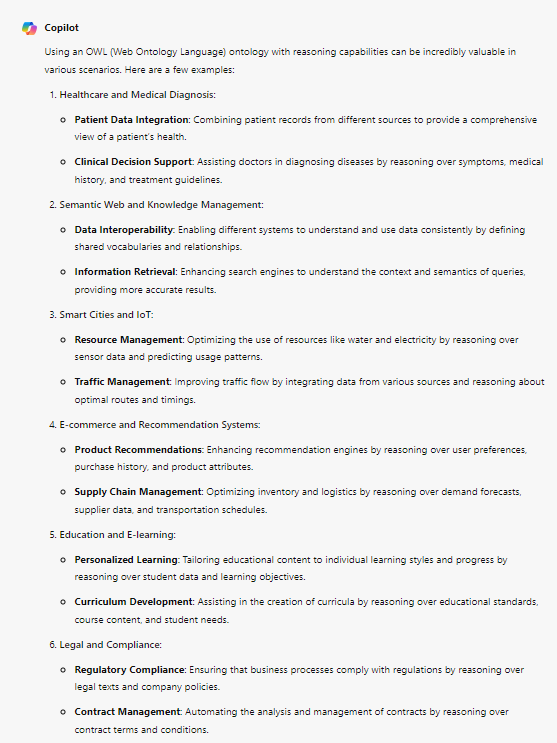 Copilot
Using an OWL (Web Ontology Language) ontology with reasoning capabilities can be incredibly valuable in
various scenarios. Here are a few examples:
1. Healthcare and Medical Diagnosis:
Patient Data Integration: Combining patient records from different sources to provide a comprehensive
view of a patient's health.
Clinical Decision Support: Assisting doctors in diagnosing diseases by reasoning over symptoms, medical
history, and treatment guidelines.
2. Semantic Web and Knowledge Management:
Data Interoperability: Enabling different systems to understand and use data consistently by defining
shared vocabularies and relationships.
Information Retrieval: Enhancing search engines to understand the context and semantics of queries,
providing more accurate results.
3. Smart Cities and IoT:
Resource Management: Optimizing the use of resources like water and electricity by reasoning over
sensor data and predicting usage patterns.
Traffic Management: Improving traffic flow by integrating data from various sources and reasoning about
optimal routes and timings.
4. E-commerce and Recommendation Systems:
Product Recommendations: Enhancing recommendation engines by reasoning over user preferences,
purchase history, and product attributes.
Supply Chain Management: Optimizing inventory and logistics by reasoning over demand forecasts,
supplier data, and transportation schedules.
5. Education and E-learning:
Personalized Learning: Tailoring educational content to individual learning styles and progress by
reasoning over student data and learning objectives.
Curriculum Development: Assisting in the creation of curricula by reasoning over educational standards,
course content, and student needs.
6. Legal and Compliance:
Regulatory Compliance: Ensuring that business processes comply with regulations by reasoning over
legal texts and company policies.
Contract Management: Automating the analysis and management of contracts by reasoning over
contract terms and conditions.